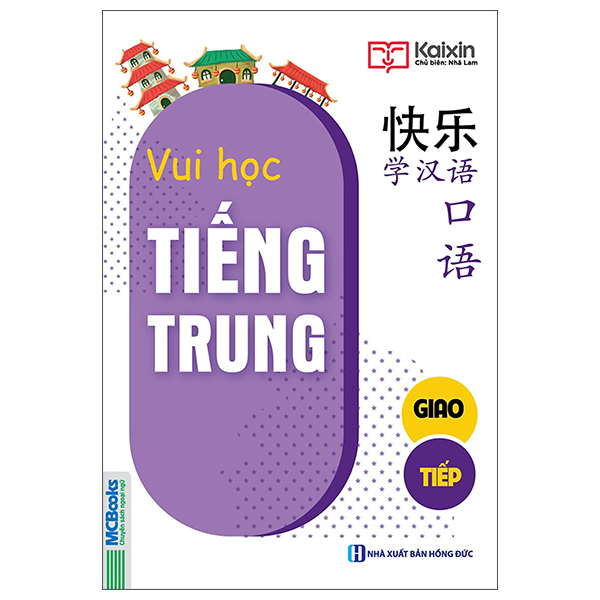 Kaixin
Chủ biên: Nhã Lam
快乐
学汉语
口
语
Vui học
TIẾNG
TRUNG
GIAO
TIẾP
MCBooks
Chuyên sách ngoại ngữ
NHÀ XUẤT BẢN HỒNG ĐỨC